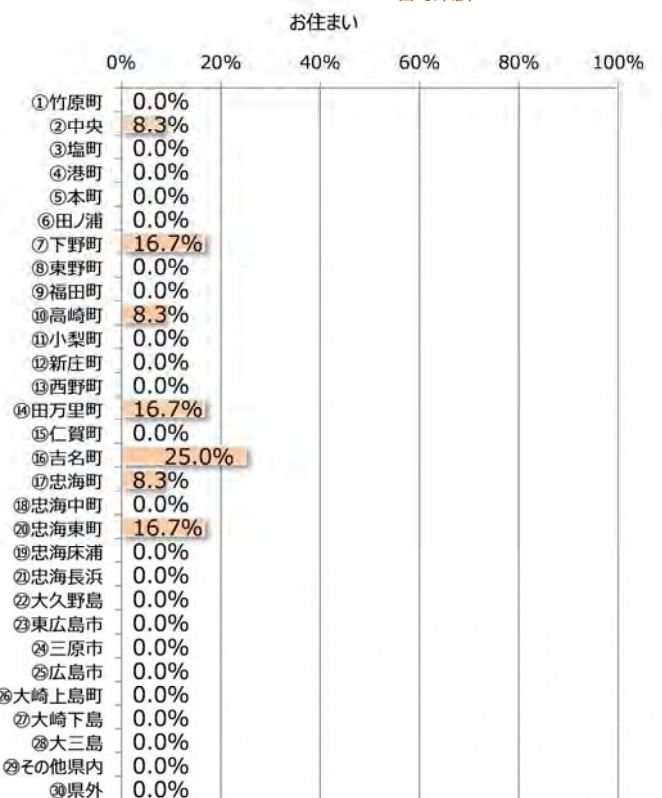 お住まい
0% 20% 40% 60% 80% 100%
①竹原町 0.0%
②中央 8.3%
③塩町 0.0%
④港町 0.0%
⑤本町 0.0%
⑥田ノ浦 0.0%
⑦下野町 16.7%
⑧東野町 0.0%
⑨福田町 0.0%
⑩高崎町 8.3%
⑪小梨町 0.0%
⑫新庄町 0.0%
⑬西野町 0.0%
⑭田万里町 16.7%
⑮仁賀町 0.0%
⑯吉名町 25.0%
⑰忠海町 8.3%
⑱忠海中町 0.0%
⑳忠海東町 16.7%
⑲忠海床浦 0.0%
㉑忠海長浜 0.0%
㉒大久野島 0.0%
㉓東広島市 0.0%
㉔三原市 0.0%
㉕広島市 0.0%
㉖大崎上島町 0.0%
㉗大崎下島 0.0%
㉘大三島 0.0%
㉙その他県内 0.0%
㉚県外 0.0%